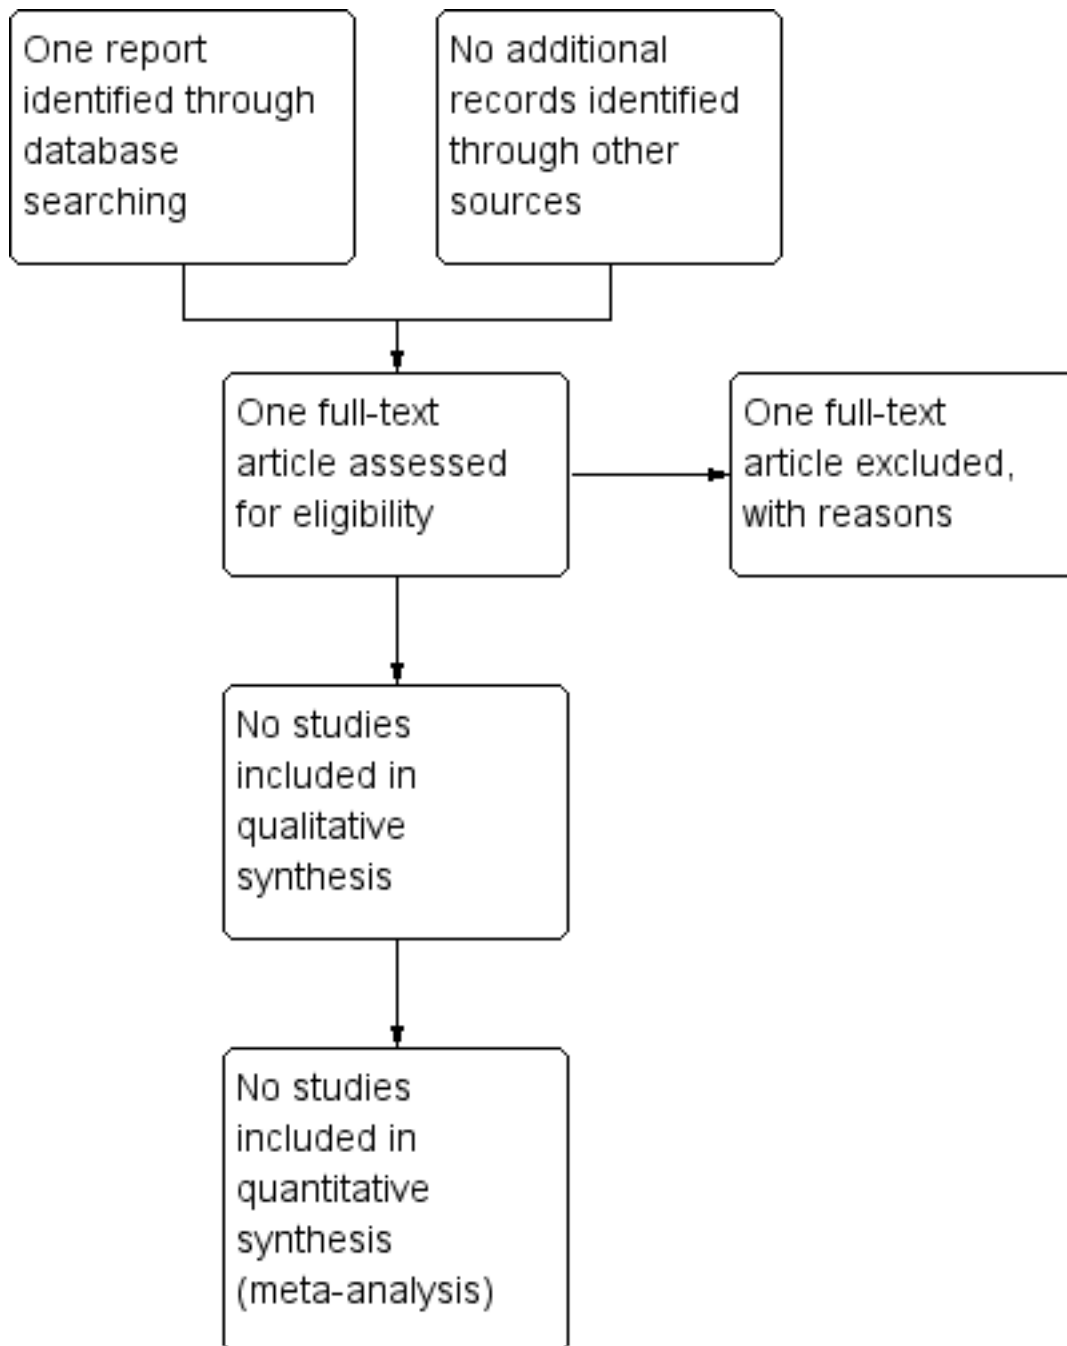 One report
identified through
database
searching
No additional
records identified
through other
sources
One full-text
article assessed
for eligibility
One full-text
article excluded,
with reasons
No studies
included in
qualitative
synthesis
No studies
included in
quantitative
synthesis
(meta-analysis)